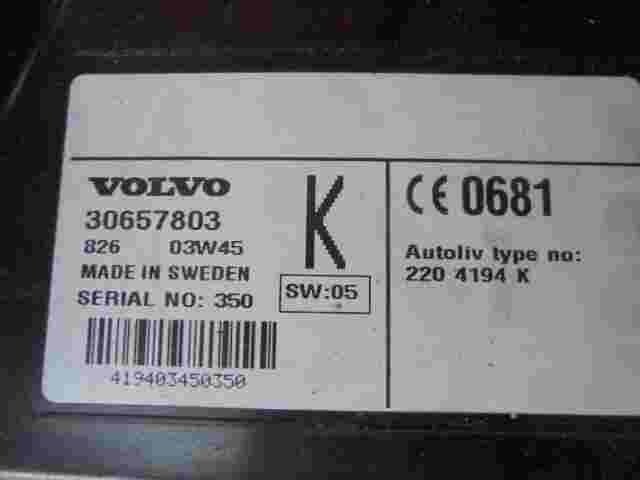 VOLVO
30657803
826 03W45
MADE IN SWEDEN
SERIAL NO: 350
K
SW:05
419403450350
CE 0681
Autoliv type no:
220 4194 K